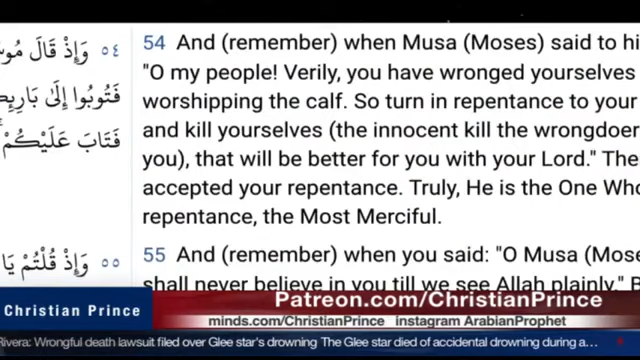 54 And (remember) when Musa (Moses) said to hi
"O my people! Verily, you have wronged yourselves
worshipping the calf. So turn in repentance to your
and kill yourselves (the innocent kill the wrongdoer
you), that will be better for you with your Lord." The
accepted your repentance. Truly, He is the One Who
repentance, the Most Merciful.
٥٤ وَإِذْ قَالَ مُو
فَتُوبُوا إِلَىٰ بَارِئِكُ
فَتَابَ عَلَيْكُمْ
55 And (remember) when you said: "O Musa (Mose
shall never believe in you till we see Allah plainly." B
٥٥ وَإِذْ قُلْتُمْ يَا
Christian Prince
Patreon.com/ChristianPrince
minds.com/ChristianPrince instagram ArabianProphet
Rivera: Wrongful death lawsuit filed over Glee star's drowning The Glee star died of accidental drowning during a...